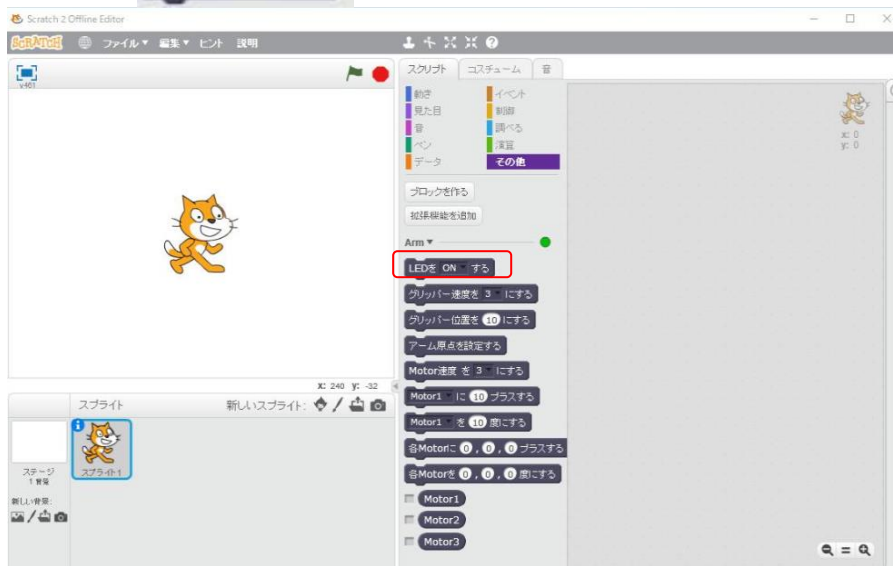 Scratch 2 Offline Editor
SCRATCH ファイル▼ 編集▼ ヒント 説明
v461
スクリプト コスチューム 音
動き イベント
見た目 制御
音 調べる
ペン 演算
データ その他
ブロックを作る
拡張機能を追加
Arm ▼
LEDを ON する
グリッパー速度を 3 にする
グリッパー位置を 10 にする
アーム原点を設定する
Motor速度 を 3 にする
Motor1 に 10 プラスする
Motor1 を 10 度にする
各Motorに 0 , 0 , 0 プラスする
各Motorを 0 , 0 , 0 度にする
Motor1
Motor2
Motor3
x: 0
y: 0
X: 240 y: -32
スプライト 新しいスプライト:
ステージ
1 背景
新しい背景:
スプライト1